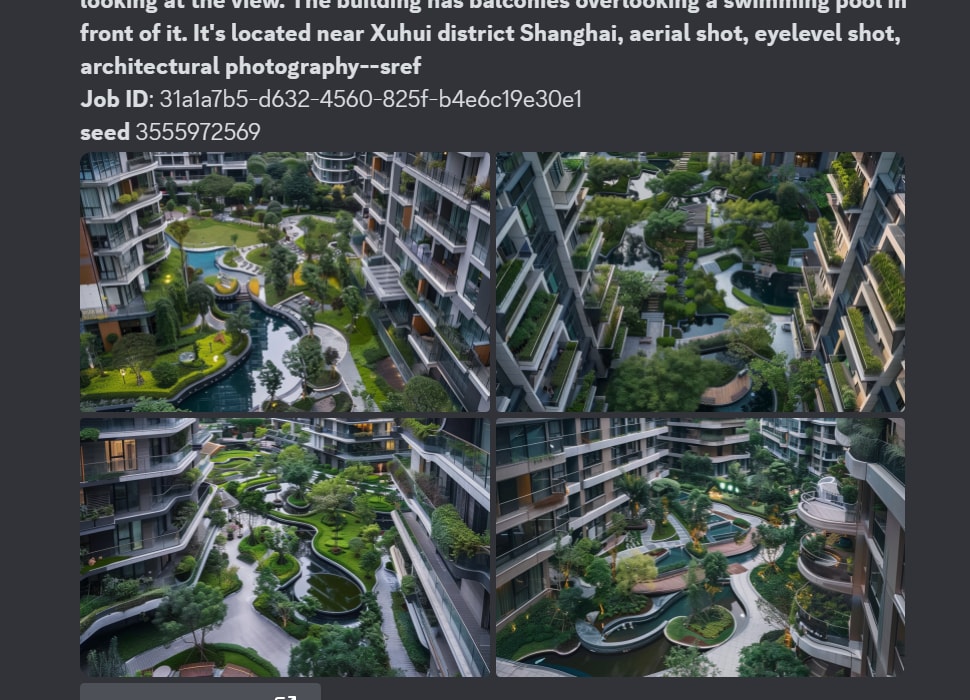 looking at the view. The building has balconies overlooking a swimming pool in
front of it. It's located near Xuhui district Shanghai, aerial shot, eyelevel shot,
architectural photography--sref
Job ID: 31a1a7b5-d632-4560-825f-b4e6c19e30e1
seed 3555972569